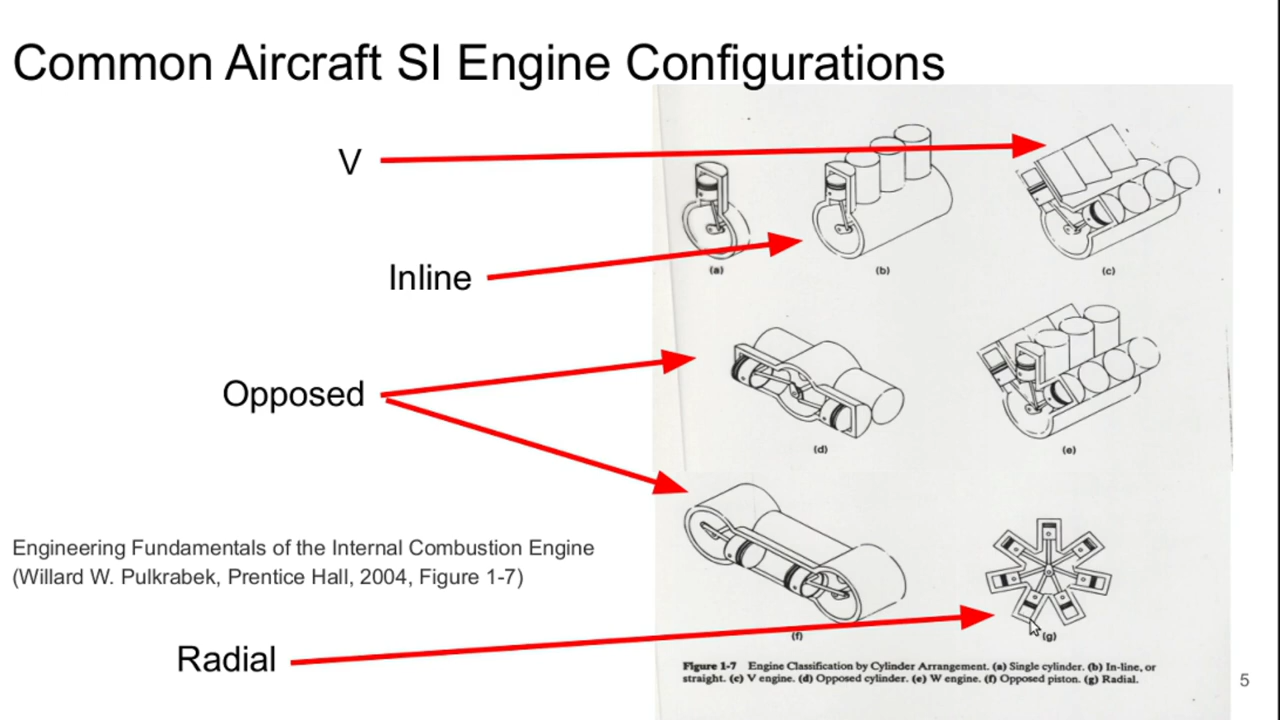 Common Aircraft SI Engine Configurations
V
Inline
(a)
(b)
(c)
Opposed
(d)
(e)
Engineering Fundamentals of the Internal Combustion Engine
(Willard W. Pulkrabek, Prentice Hall, 2004, Figure 1-7)
Radial
(f)
(g)
Figure 1-7 Engine Classification by Cylinder Arrangement. (a) Single cylinder. (b) In-line, or
straight. (c) V engine. (d) Opposed cylinder. (e) W engine. (f) Opposed piston. (g) Radial.
5